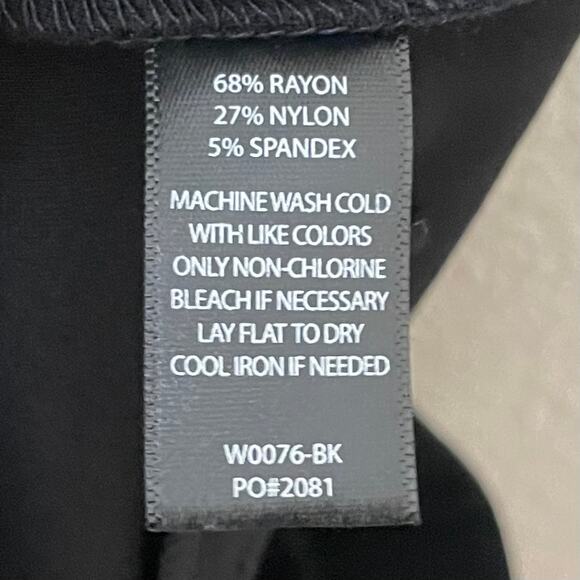 68% RAYON
27% NYLON
5% SPANDEX
MACHINE WASH COLD
WITH LIKE COLORS
ONLY NON-CHLORINE
BLEACH IF NECESSARY
LAY FLAT TO DRY
COOL IRON IF NEEDED
W0076-BK
PO#2081